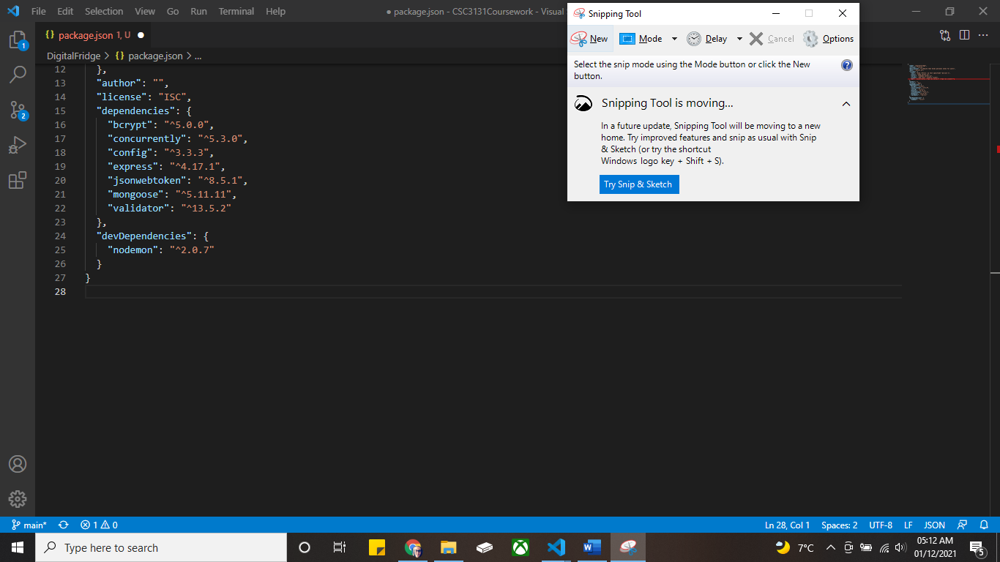 File Edit Selection View Go Run Terminal Help
● package.json - CSC3131Coursework - Visual
Snipping Tool
New Mode Delay Cancel Options
Select the snip mode using the Mode button or click the New
button.
Snipping Tool is moving...
In a future update, Snipping Tool will be moving to a new
home. Try improved features and snip as usual with Snip
& Sketch (or try the shortcut
Windows logo key + Shift + S).
Try Snip & Sketch
{} package.json 1, U ●
DigitalFridge > {} package.json > ...
12 },
13 "author": "",
14 "license": "ISC",
15 "dependencies": {
16 "bcrypt": "^5.0.0",
17 "concurrently": "^5.3.0",
18 "config": "^3.3.3",
19 "express": "^4.17.1",
20 "jsonwebtoken": "^8.5.1",
21 "mongoose": "^5.11.11",
22 "validator": "^13.5.2"
23 },
24 "devDependencies": {
25 "nodemon": "^2.0.7"
26 }
27 }
28
1
2
main* 1 0
Ln 28, Col 1 Spaces: 2 UTF-8 LF JSON
Type here to search
7°C
05:12 AM
01/12/2021
5